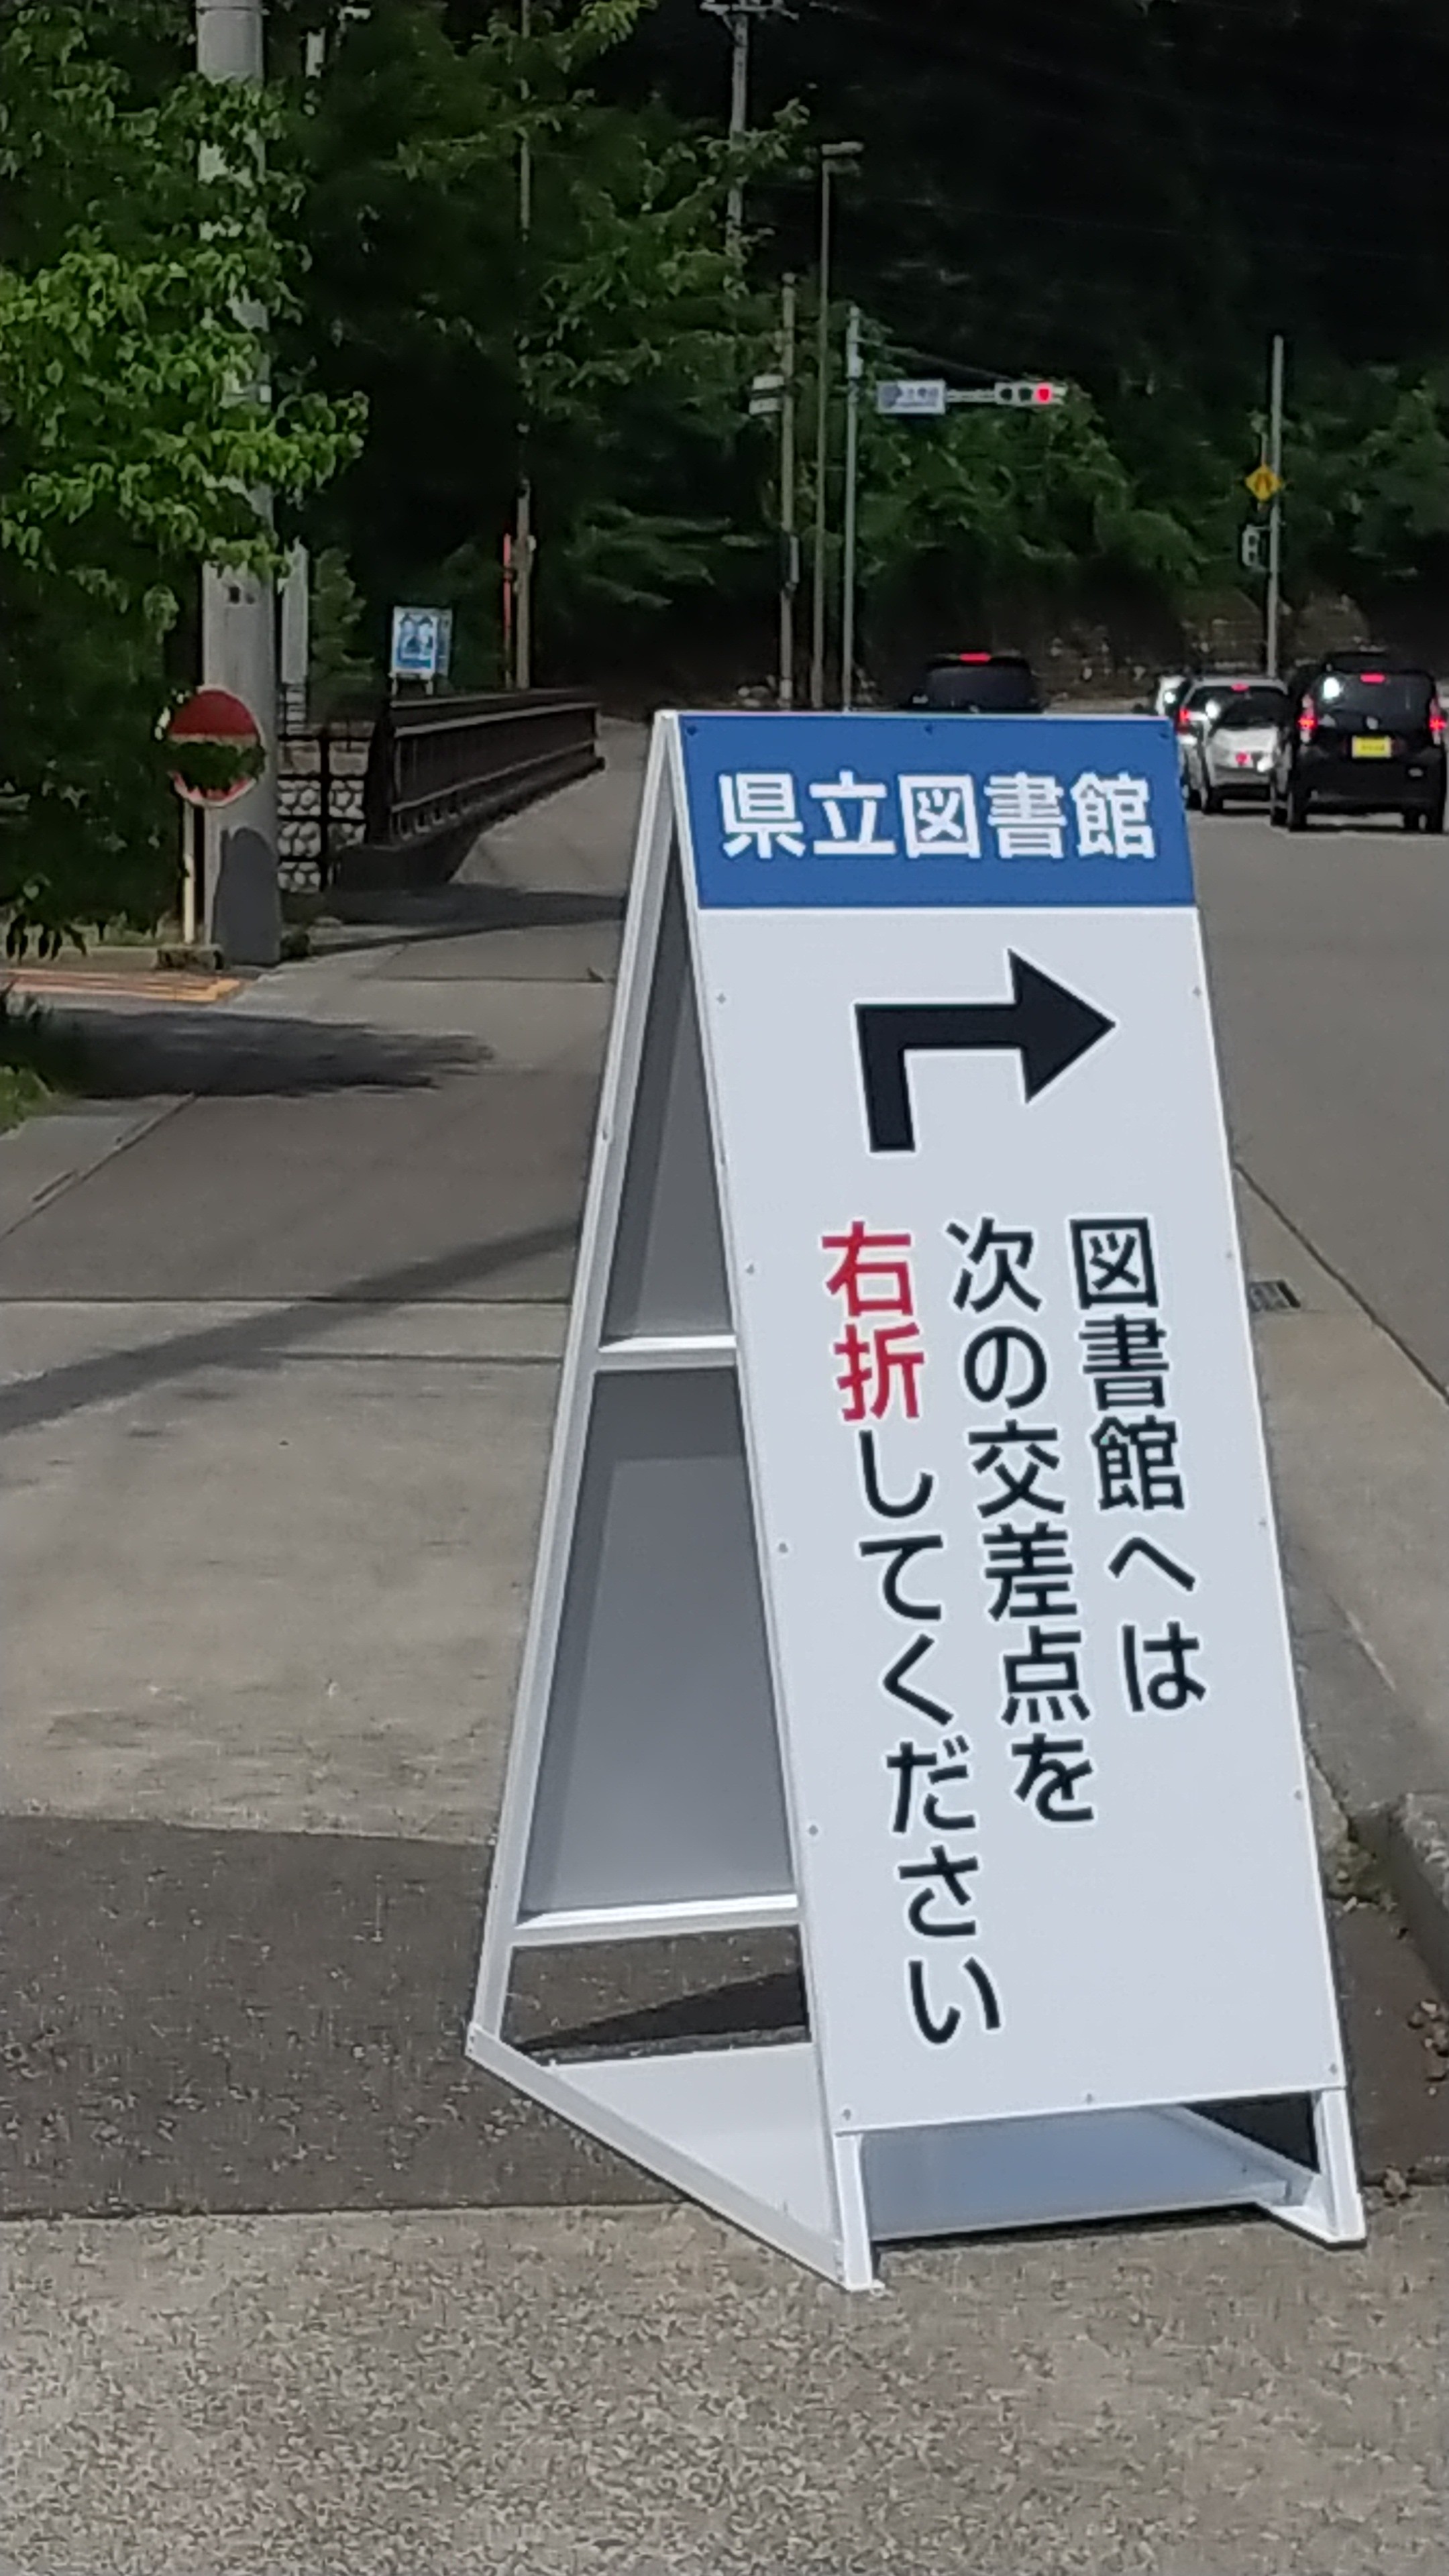 県立図書館
図書館へは
次の交差点を
右折してください